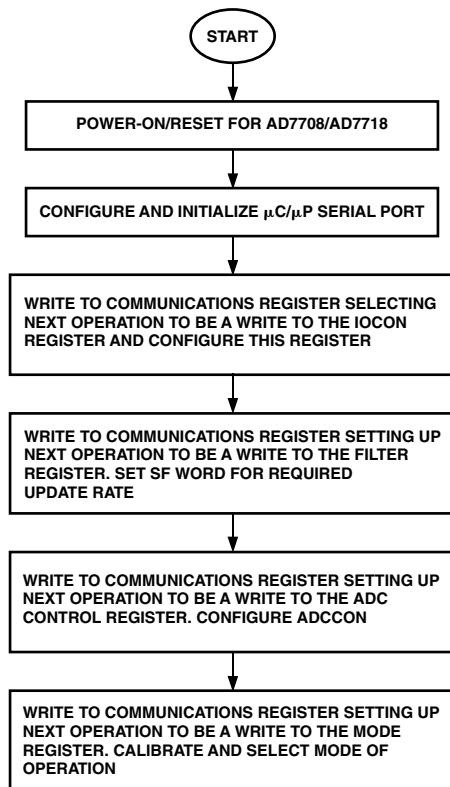 START
POWER-ON/RESET FOR AD7708/AD7718
CONFIGURE AND INITIALIZE μC/μP SERIAL PORT
WRITE TO COMMUNICATIONS REGISTER SELECTING
NEXT OPERATION TO BE A WRITE TO THE IOCON
REGISTER AND CONFIGURE THIS REGISTER
WRITE TO COMMUNICATIONS REGISTER SETTING UP
NEXT OPERATION TO BE A WRITE TO THE FILTER
REGISTER. SET SF WORD FOR REQUIRED
UPDATE RATE
WRITE TO COMMUNICATIONS REGISTER SETTING UP
NEXT OPERATION TO BE A WRITE TO THE ADC
CONTROL REGISTER. CONFIGURE ADCCON
WRITE TO COMMUNICATIONS REGISTER SETTING UP
NEXT OPERATION TO BE A WRITE TO THE MODE
REGISTER. CALIBRATE AND SELECT MODE OF
OPERATION